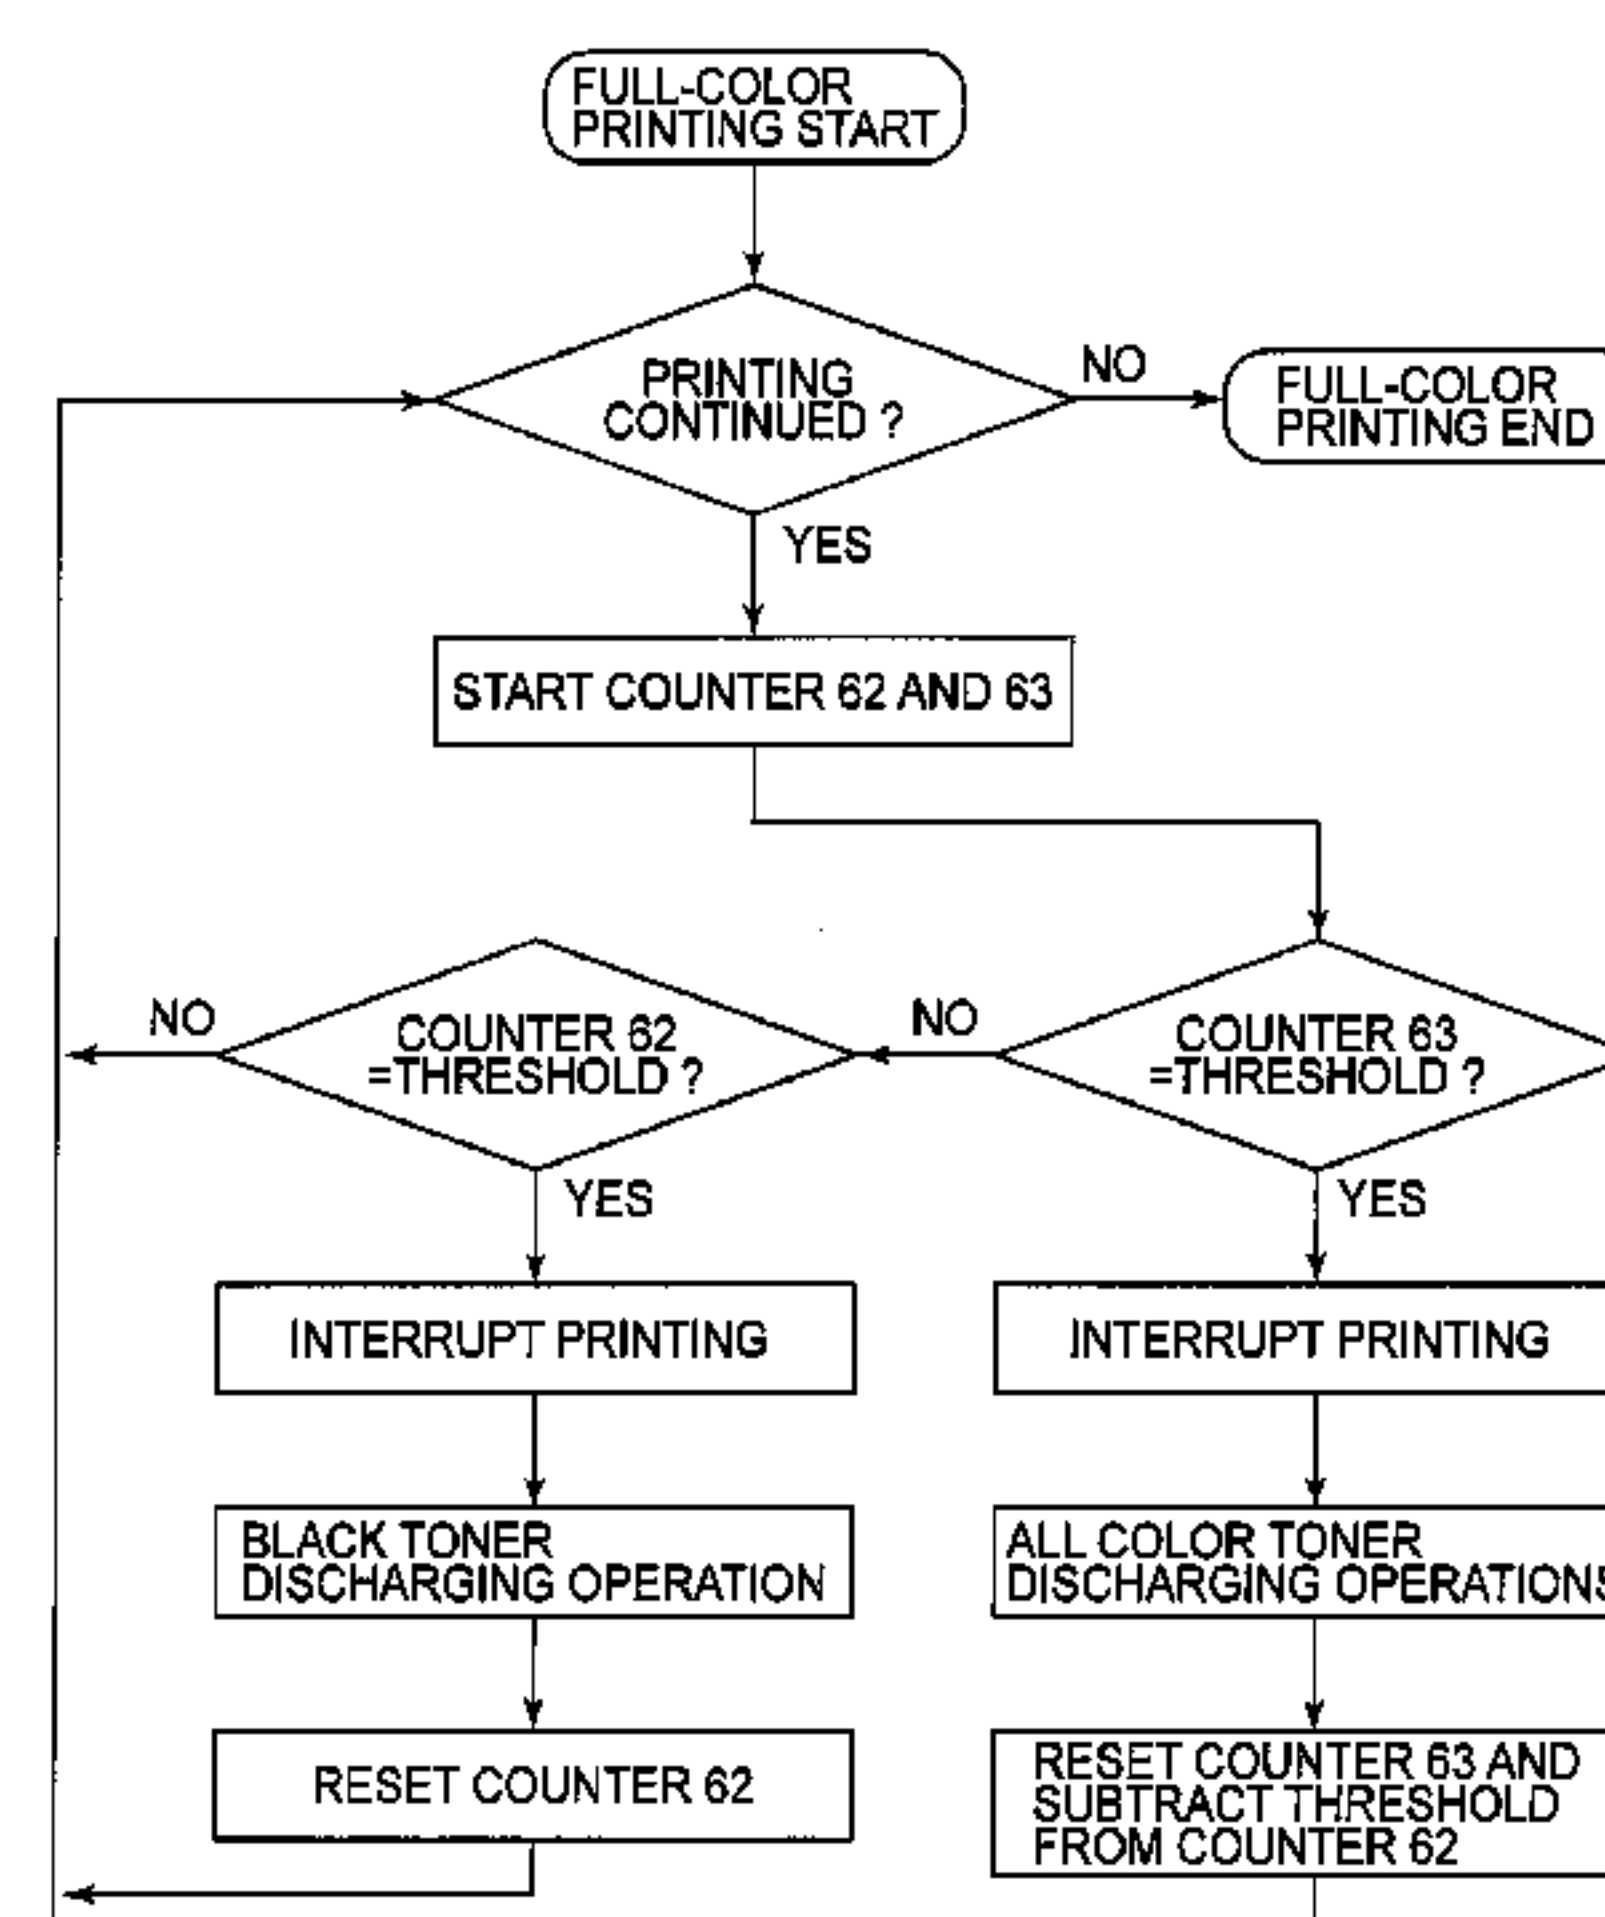 FULL-COLOR
PRINTING START
PRINTING
CONTINUED ?
NO
FULL-COLOR
PRINTING END
YES
START COUNTER 62 AND 63
NO
COUNTER 62
=THRESHOLD ?
NO
COUNTER 63
=THRESHOLD ?
YES
YES
INTERRUPT PRINTING
INTERRUPT PRINTING
BLACK TONER
DISCHARGING OPERATION
ALL COLOR TONER
DISCHARGING OPERATIONS
RESET COUNTER 62
RESET COUNTER 63 AND
SUBTRACT THRESHOLD
FROM COUNTER 62